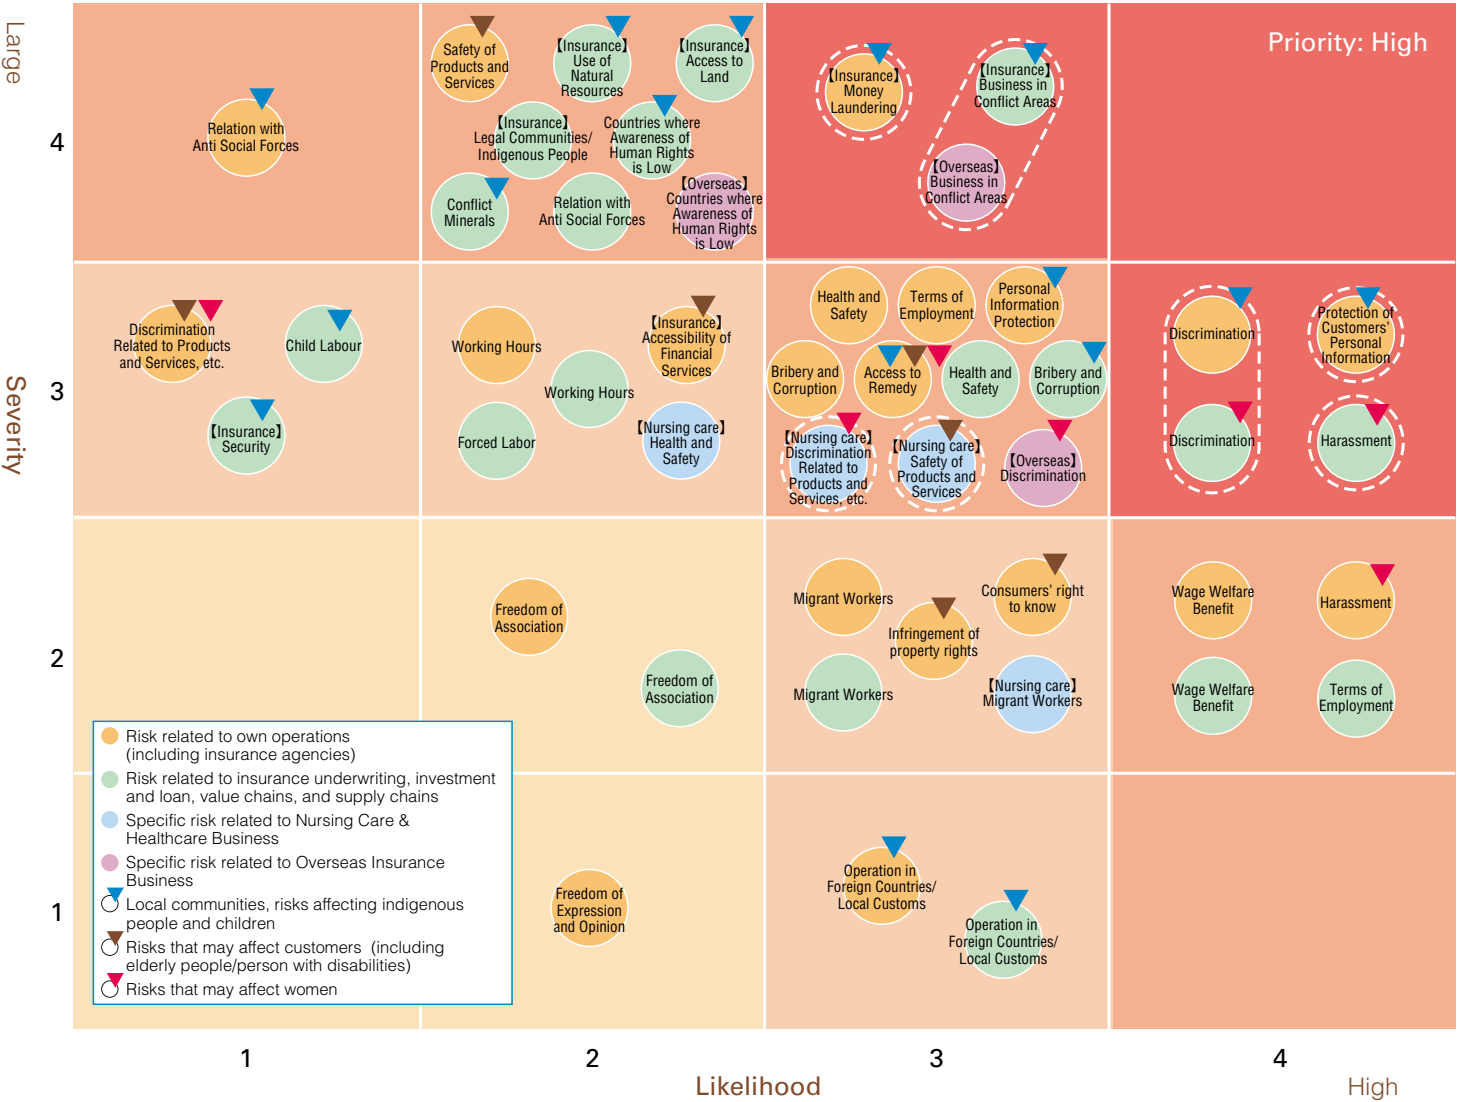 Large
Severity
4
3
2
1
Priority: High
Relation with
Anti Social Forces
Safety of
Products and
Services
【Insurance】
Use of
Natural
Resources
【Insurance】
Access to
Land
【Insurance】
Legal Communities/
Indigenous People
Countries where
Awareness of
Human Rights
is Low
Conflict
Minerals
Relation with
Anti Social Forces
【Overseas】
Countries where
Awareness of
Human Rights
is Low
【Insurance】
Money
Laundering
【Insurance】
Business in
Conflict Areas
【Overseas】
Business in
Conflict Areas
Discrimination
Related to Products
and Services, etc.
Child Labour
【Insurance】
Security
Working Hours
【Insurance】
Accessibility of
Financial
Services
Working Hours
Forced Labor
【Nursing care】
Health and
Safety
Health and
Safety
Terms of
Employment
Personal
Information
Protection
Bribery and
Corruption
Access to
Remedy
Health and
Safety
Bribery and
Corruption
【Nursing care】
Discrimination
Related to
Products and
Services, etc.
【Nursing care】
Safety of
Products and
Services
【Overseas】
Discrimination
Discrimination
Protection of
Customers’
Personal
Information
Discrimination
Harassment
Freedom of
Association
Freedom of
Association
Migrant Workers
Consumers’ right
to know
Infringement of
property rights
Migrant Workers
【Nursing care】
Migrant Workers
Wage Welfare
Benefit
Harassment
Wage Welfare
Benefit
Terms of
Employment
Freedom of
Expression
and Opinion
Operation in
Foreign Countries/
Local Customs
Operation in
Foreign Countries/
Local Customs
Risk related to own operations
(including insurance agencies)
Risk related to insurance underwriting, investment
and loan, value chains, and supply chains
Specific risk related to Nursing Care &
Healthcare Business
Specific risk related to Overseas Insurance
Business
Local communities, risks affecting indigenous
people and children
Risks that may affect customers (including
elderly people/person with disabilities)
Risks that may affect women
1
2
3
4
Likelihood
High